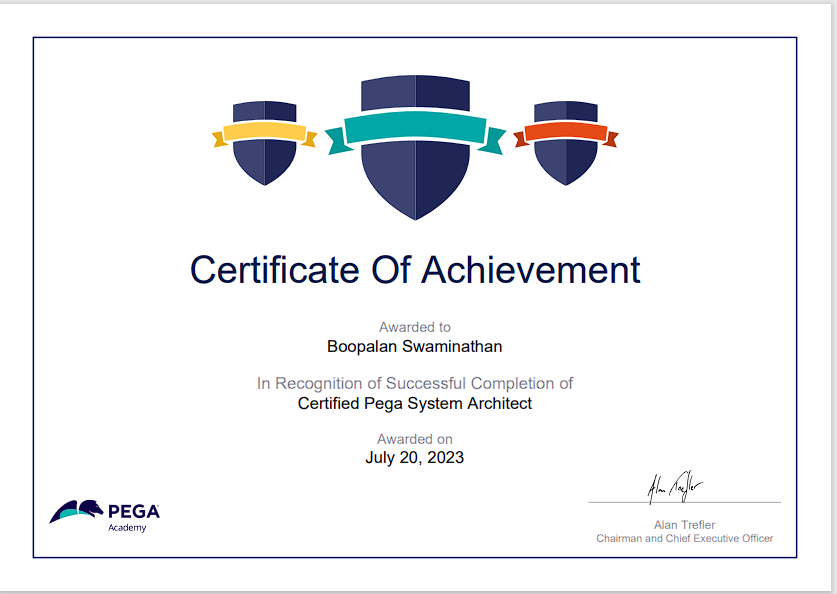 Certificate Of Achievement
Awarded to
Boopalan Swaminathan
In Recognition of Successful Completion of
Certified Pega System Architect
Awarded on
July 20, 2023
PEGA
Academy
Alan Trefler
Alan Trefler
Chairman and Chief Executive Officer